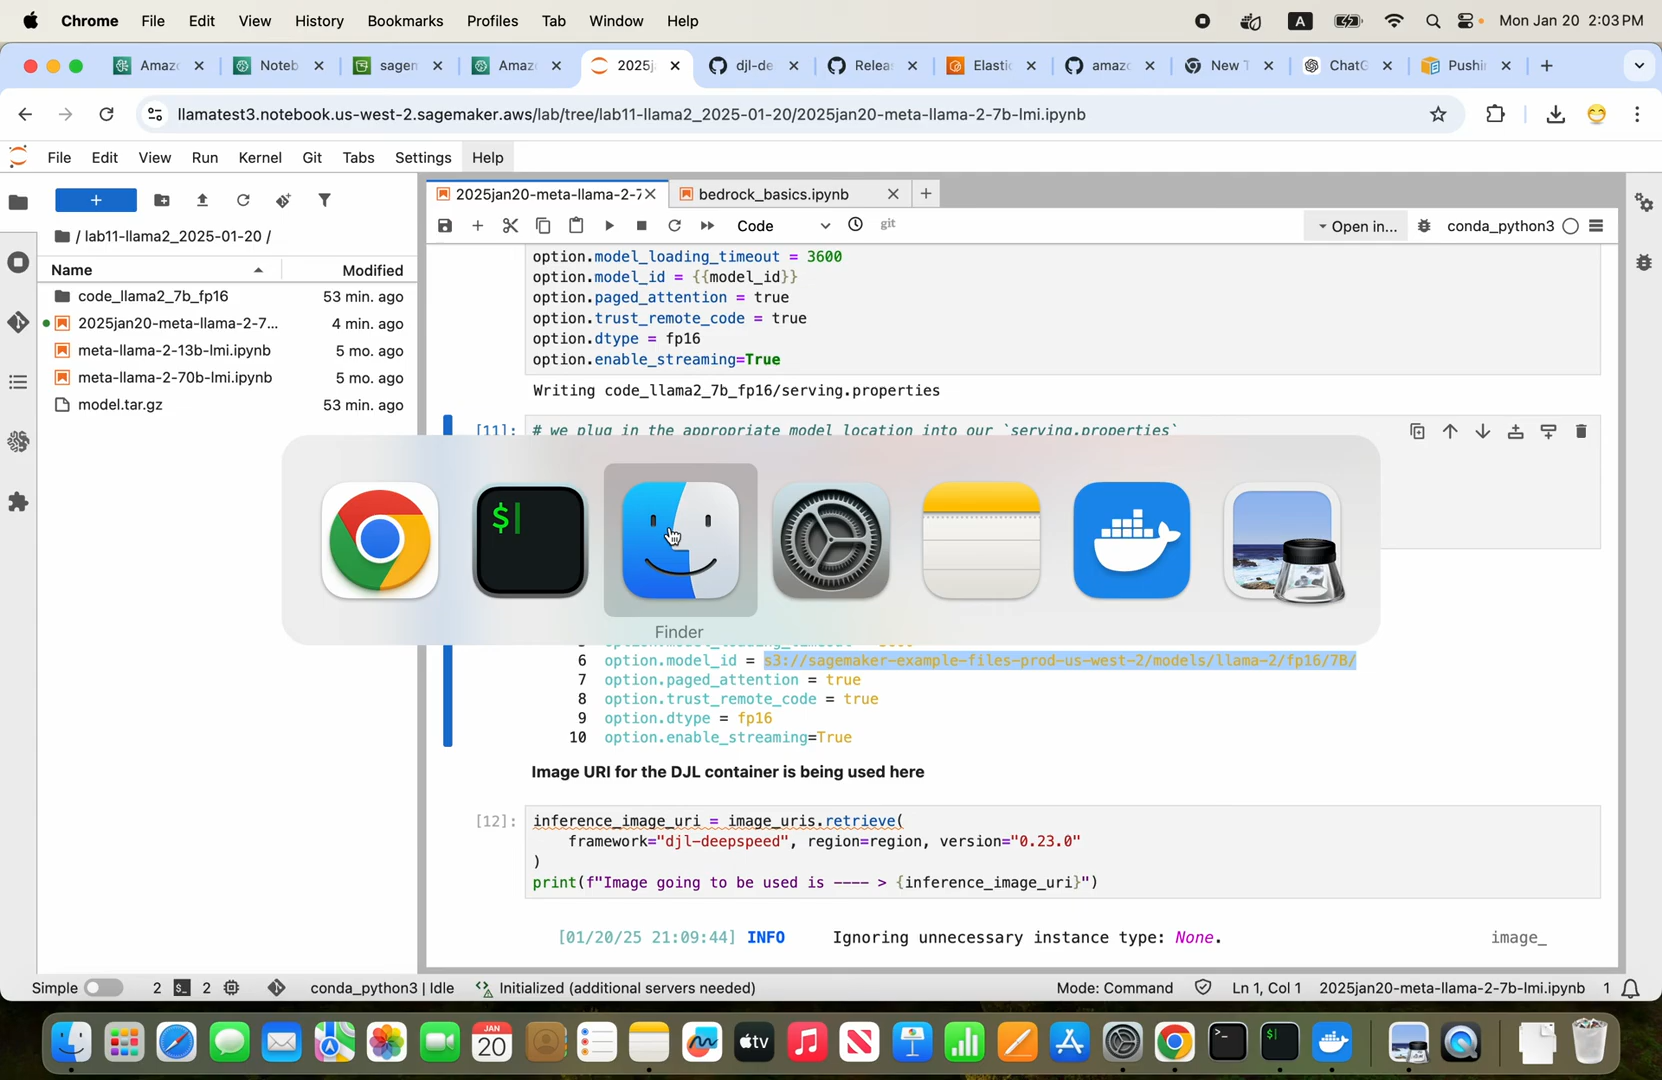 Chrome File Edit View History Bookmarks Profiles Tab Window Help A Mon Jan 20 2:03 PM
Amaz Noteb sagem Amaz 2025j djl-de Relea Elastic amaz New T ChatG Pushi
llamatest3.notebook.us-west-2.sagemaker.aws/lab/tree/lab11-llama2_2025-01-20/2025jan20-meta-llama-2-7b-lmi.ipynb
File Edit View Run Kernel Git Tabs Settings Help
2025jan20-meta-llama-2-7 bedrock_basics.ipynb
Code git Open in... conda_python3
/ lab11-llama2_2025-01-20 /
Name Modified
code_llama2_7b_fp16 53 min. ago
2025jan20-meta-llama-2-7... 4 min. ago
meta-llama-2-13b-lmi.ipynb 5 mo. ago
meta-llama-2-70b-lmi.ipynb 5 mo. ago
model.tar.gz 53 min. ago
option.model_loading_timeout = 3600
option.model_id = {{model_id}}
option.paged_attention = true
option.trust_remote_code = true
option.dtype = fp16
option.enable_streaming=True
Writing code_llama2_7b_fp16/serving.properties
[11]: # we plug in the appropriate model location into our `serving.properties`
$
Finder
6 option.model_id = s3://sagemaker-example-files-prod-us-west-2/models/llama-2/fp16/7B/
7 option.paged_attention = true
8 option.trust_remote_code = true
9 option.dtype = fp16
10 option.enable_streaming=True
Image URI for the DJL container is being used here
[12]: inference_image_uri = image_uris.retrieve(
framework="djl-deepspeed", region=region, version="0.23.0"
)
print(f"Image going to be used is ---- > {inference_image_uri}")
[01/20/25 21:09:44] INFO Ignoring unnecessary instance type: None. image_
Simple 2 2 conda_python3 | Idle Initialized (additional servers needed) Mode: Command Ln 1, Col 1 2025jan20-meta-llama-2-7b-lmi.ipynb 1
JAN
20
tv